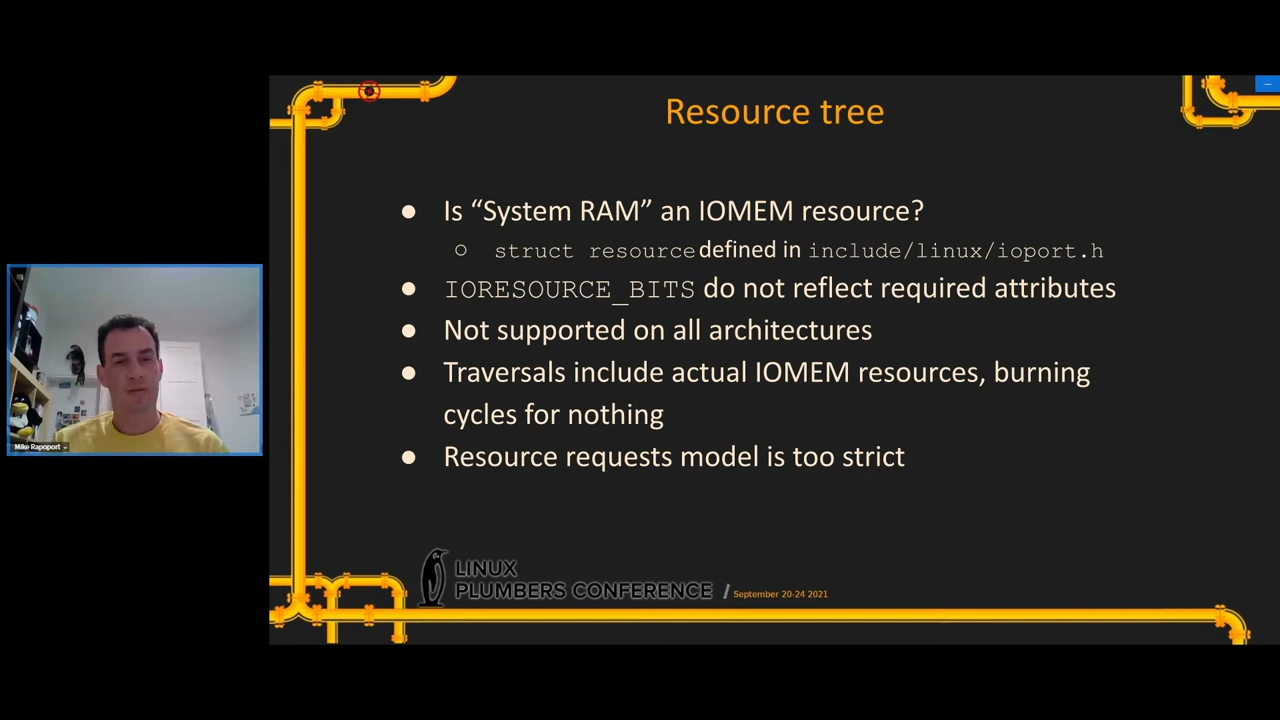 Resource tree
● Is “System RAM” an IOMEM resource?
○ struct resource defined in include/linux/ioport.h
● IORESOURCE_BITS do not reflect required attributes
● Not supported on all architectures
● Traversals include actual IOMEM resources, burning
cycles for nothing
● Resource requests model is too strict
Mike Rapoport
LINUX
PLUMBERS CONFERENCE / September 20-24 2021